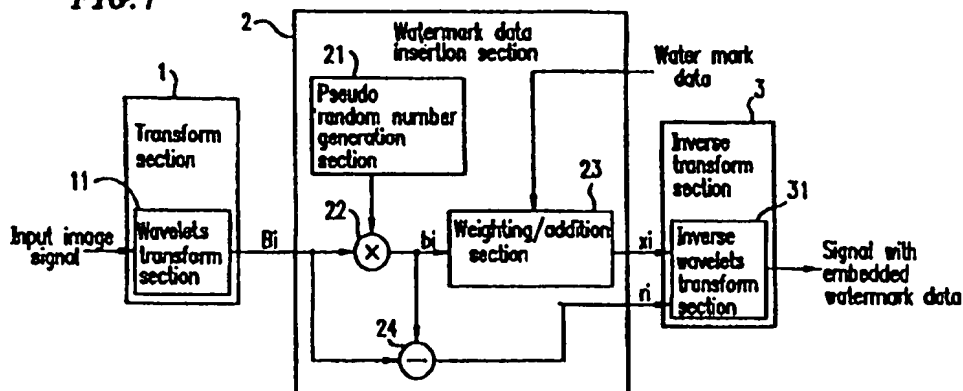 FIG. 7
2
Watermark data
insertion section
21
Pseudo
random number
generation
section
Water mark
data
1
Transform
section
11
Wavelets
transform
section
Input image
signal
Bi
22
×
bi
23
Weighting/addition
section
xi
ri
24
−
3
Inverse
transform
section
31
Inverse
wavelets
transform
section
Signal with
embedded
watermark data